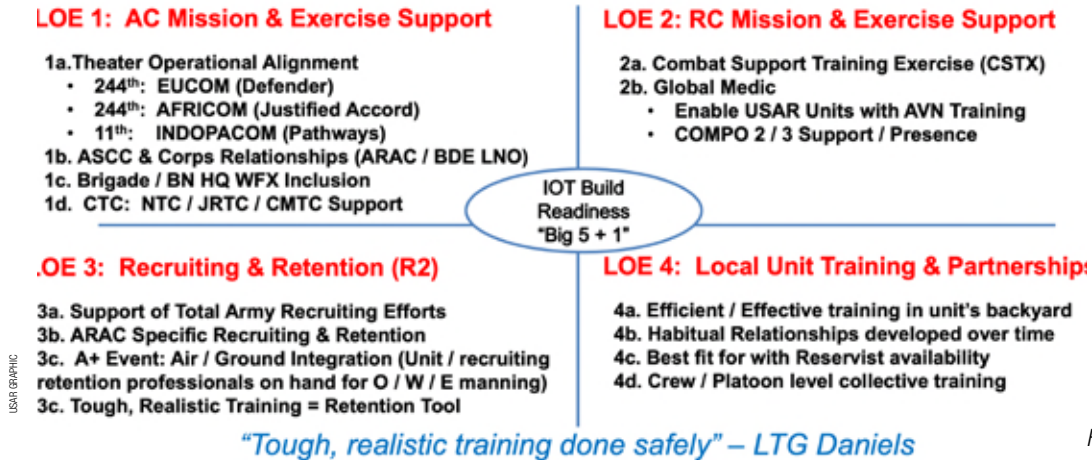 LOE 1: AC Mission & Exercise Support
1a.Theater Operational Alignment
• 244th: EUCOM (Defender)
• 244th: AFRICOM (Justified Accord)
• 11th: INDOPACOM (Pathways)
1b. ASCC & Corps Relationships (ARAC / BDE LNO)
1c. Brigade / BN HQ WFX Inclusion
1d. CTC: NTC / JRTC / CMTC Support
LOE 2: RC Mission & Exercise Support
2a. Combat Support Training Exercise (CSTX)
2b. Global Medic
• Enable USAR Units with AVN Training
• COMPO 2 / 3 Support / Presence
IOT Build
Readiness
"Big 5 + 1"
LOE 3: Recruiting & Retention (R2)
3a. Support of Total Army Recruiting Efforts
3b. ARAC Specific Recruiting & Retention
3c. A+ Event: Air / Ground Integration (Unit / recruiting
retention professionals on hand for O / W / E manning)
3c. Tough, Realistic Training = Retention Tool
LOE 4: Local Unit Training & Partnerships
4a. Efficient / Effective training in unit's backyard
4b. Habitual Relationships developed over time
4c. Best fit for with Reservist availability
4d. Crew / Platoon level collective training
"Tough, realistic training done safely" – LTG Daniels
USAR GRAPHIC